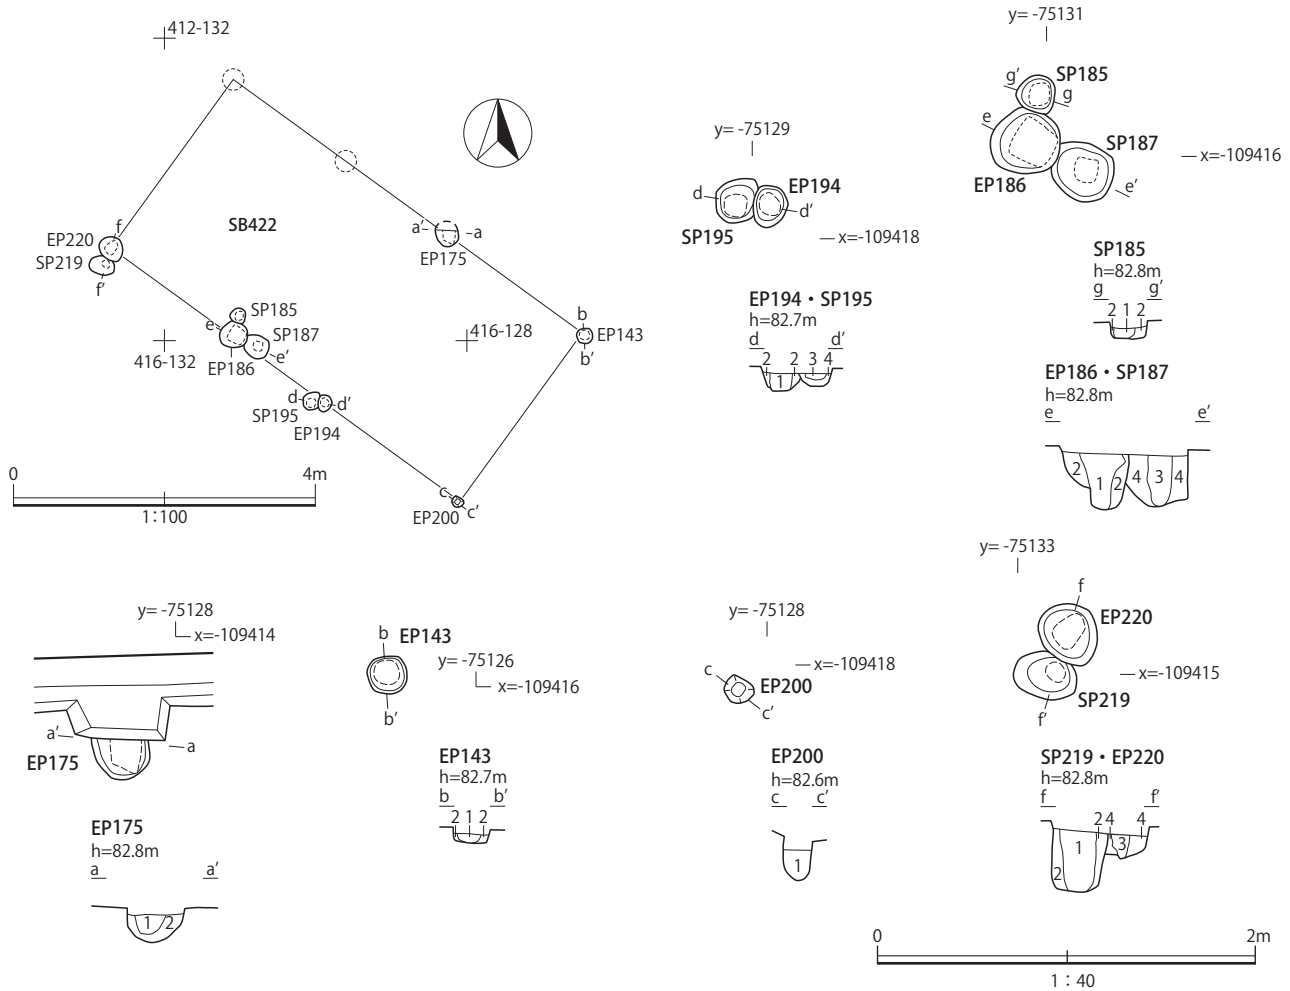 412-132
SB422
f
EP220
SP219
f'
a'
a
EP175
b
EP143
b'
416-132
416-128
e
SP185
SP187
e'
EP186
d
d'
SP195
EP194
c
EP200
c'
0
4m
1：100
y= -75129
d
EP194
d'
SP195
x=-109418
EP194・SP195
h=82.7m
d
d'
2
2
3
4
1
y= -75131
g'
SP185
g
e
SP187
x=-109416
EP186
e'
SP185
h=82.8m
g
g'
2
1
2
EP186・SP187
h=82.8m
e
e'
2
1
2
4
3
4
y= -75128
x=-109414
a'
a
EP175
EP175
h=82.8m
a
a'
1
2
b
EP143
y= -75126
x=-109416
b'
EP143
h=82.7m
b
b'
2
1
2
y= -75128
x=-109418
c
EP200
c'
EP200
h=82.6m
c
c'
1
y= -75133
f
EP220
x=-109415
SP219
f'
SP219・EP220
h=82.8m
f
f'
2
4
4
1
3
2
0
2m
1：40